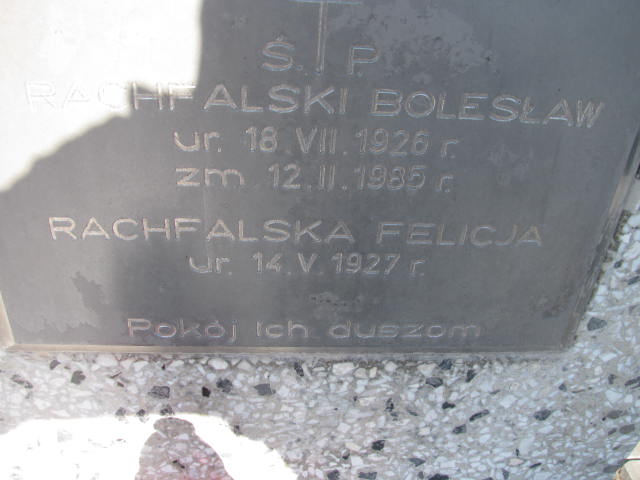 Ś. P.
RACHFALSKI BOLESŁAW
ur. 18. VII. 1926 r.
zm 12. II. 1985 r.
RACHFALSKA FELICJA
ur. 14. V. 1927 r.
Pokój Ich duszom